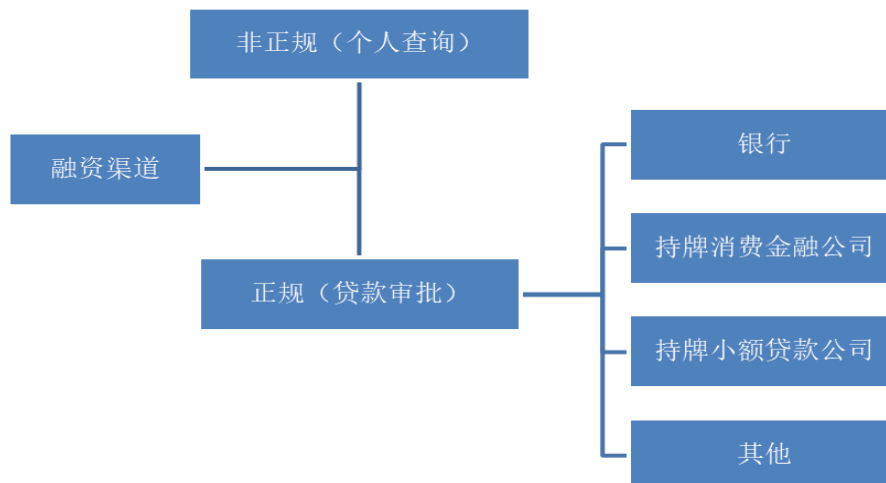 非正规（个人查询）
融资渠道
正规（贷款审批）
银行
持牌消费金融公司
持牌小额贷款公司
其他